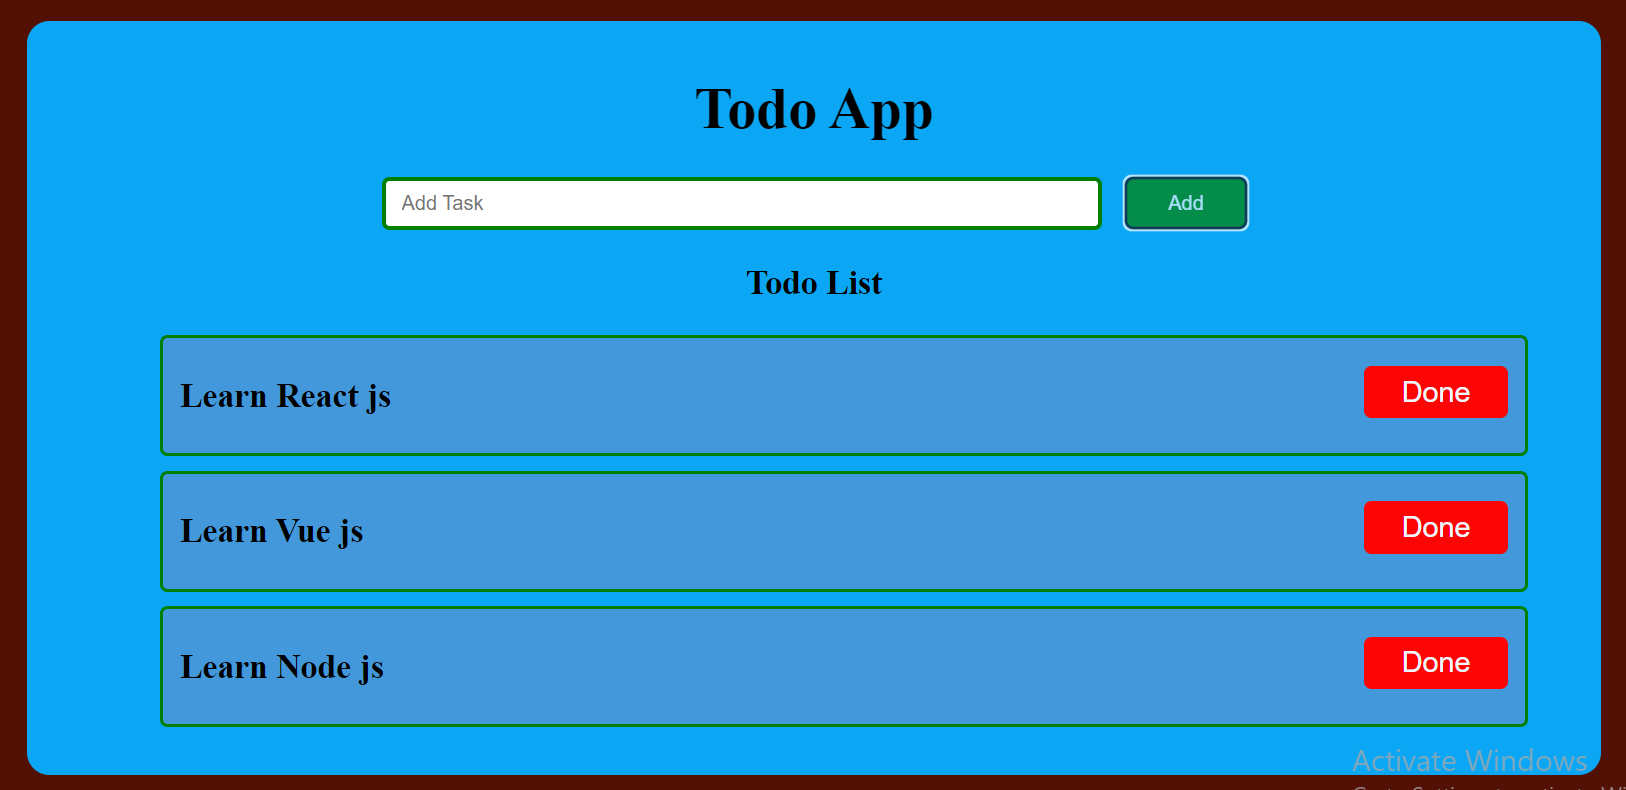 Todo App
Add Task
Add
Todo List
Learn React js
Done
Learn Vue js
Done
Learn Node js
Done
Activate Windows